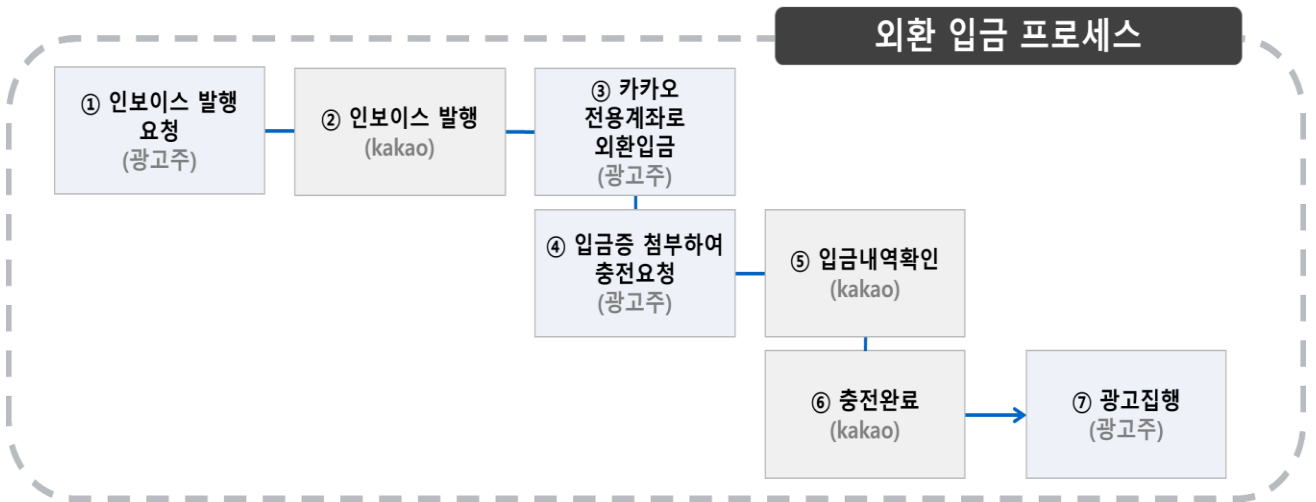 외환 입금 프로세스
① 인보이스 발행
요청
(광고주)
② 인보이스 발행
(kakao)
③ 카카오
전용계좌로
외환입금
(광고주)
④ 입금증 첨부하여
충전요청
(광고주)
⑤ 입금내역확인
(kakao)
⑥ 충전완료
(kakao)
⑦ 광고집행
(광고주)